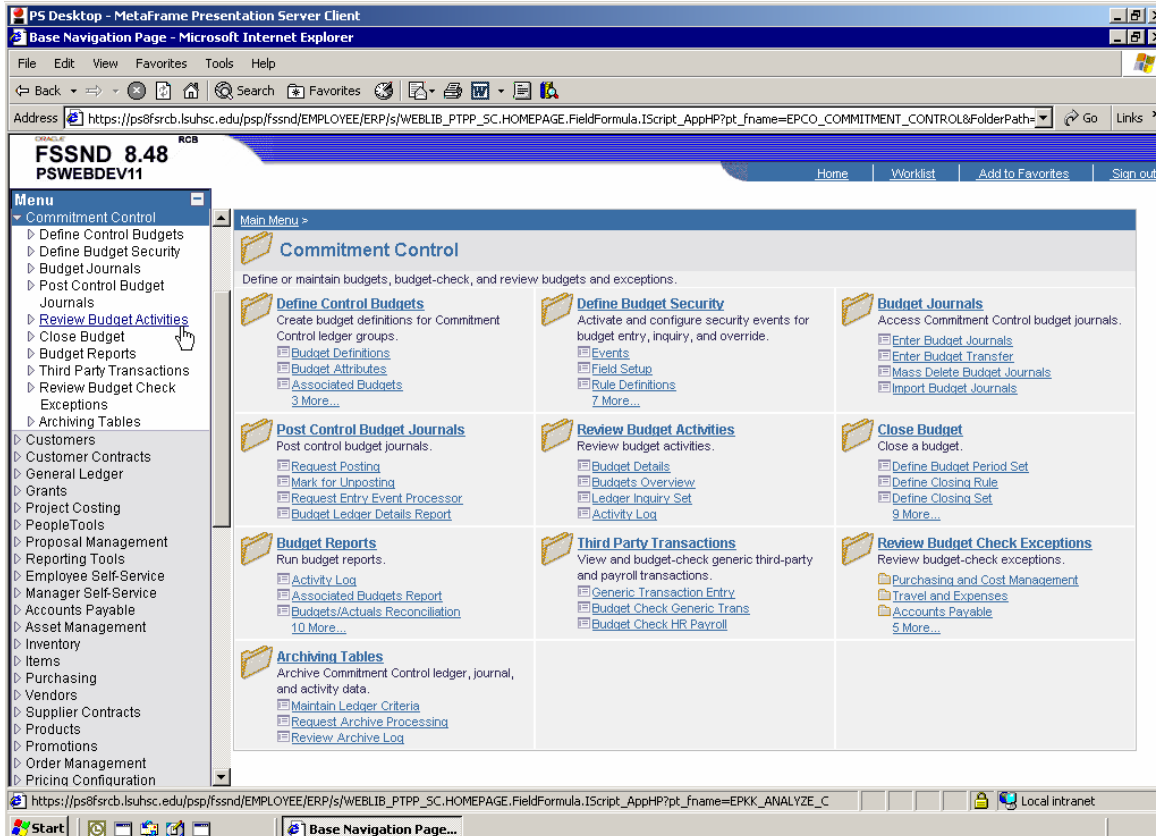 PS Desktop - MetaFrame Presentation Server Client
Base Navigation Page - Microsoft Internet Explorer
File Edit View Favorites Tools Help
Back Search Favorites
Address https://ps8fsrcb.lsuhsc.edu/psp/fssnd/EMPLOYEE/ERP/s/WEBLIB_PTPP_SC.HOMEPAGE.FieldFormula.IScript_AppHP?pt_fname=EPCO_COMMITMENT_CONTROL&FolderPath= Go Links
ORACLE RCB
FSSND 8.48
PSWEBDEV11
Home Worklist Add to Favorites Sign out
Menu
Commitment Control
Define Control Budgets
Define Budget Security
Budget Journals
Post Control Budget
Journals
Review Budget Activities
Close Budget
Budget Reports
Third Party Transactions
Review Budget Check
Exceptions
Archiving Tables
Customers
Customer Contracts
General Ledger
Grants
Project Costing
PeopleTools
Proposal Management
Reporting Tools
Employee Self-Service
Manager Self-Service
Accounts Payable
Asset Management
Inventory
Items
Purchasing
Vendors
Supplier Contracts
Products
Promotions
Order Management
Pricing Configuration
Main Menu >
Commitment Control
Define or maintain budgets, budget-check, and review budgets and exceptions.
Define Control Budgets
Create budget definitions for Commitment
Control ledger groups.
Budget Definitions
Budget Attributes
Associated Budgets
3 More...
Define Budget Security
Activate and configure security events for
budget entry, inquiry, and override.
Events
Field Setup
Rule Definitions
7 More...
Budget Journals
Access Commitment Control budget journals.
Enter Budget Journals
Enter Budget Transfer
Mass Delete Budget Journals
Import Budget Journals
Post Control Budget Journals
Post control budget journals.
Request Posting
Mark for Unposting
Request Entry Event Processor
Budget Ledger Details Report
Review Budget Activities
Review budget activities.
Budget Details
Budgets Overview
Ledger Inquiry Set
Activity Log
Close Budget
Close a budget.
Define Budget Period Set
Define Closing Rule
Define Closing Set
9 More...
Budget Reports
Run budget reports.
Activity Log
Associated Budgets Report
Budgets/Actuals Reconciliation
10 More...
Third Party Transactions
View and budget-check generic third-party
and payroll transactions.
Generic Transaction Entry
Budget Check Generic Trans
Budget Check HR Payroll
Review Budget Check Exceptions
Review budget check exceptions.
Purchasing and Cost Management
Travel and Expenses
Accounts Payable
5 More...
Archiving Tables
Archive Commitment Control ledger, journal,
and activity data.
Maintain Ledger Criteria
Request Archive Processing
Review Archive Log
https://ps8fsrcb.lsuhsc.edu/psp/fssnd/EMPLOYEE/ERP/s/WEBLIB_PTPP_SC.HOMEPAGE.FieldFormula.IScript_AppHP?pt_fname=EPKK_ANALYZE_C Local intranet
Start Base Navigation Page...